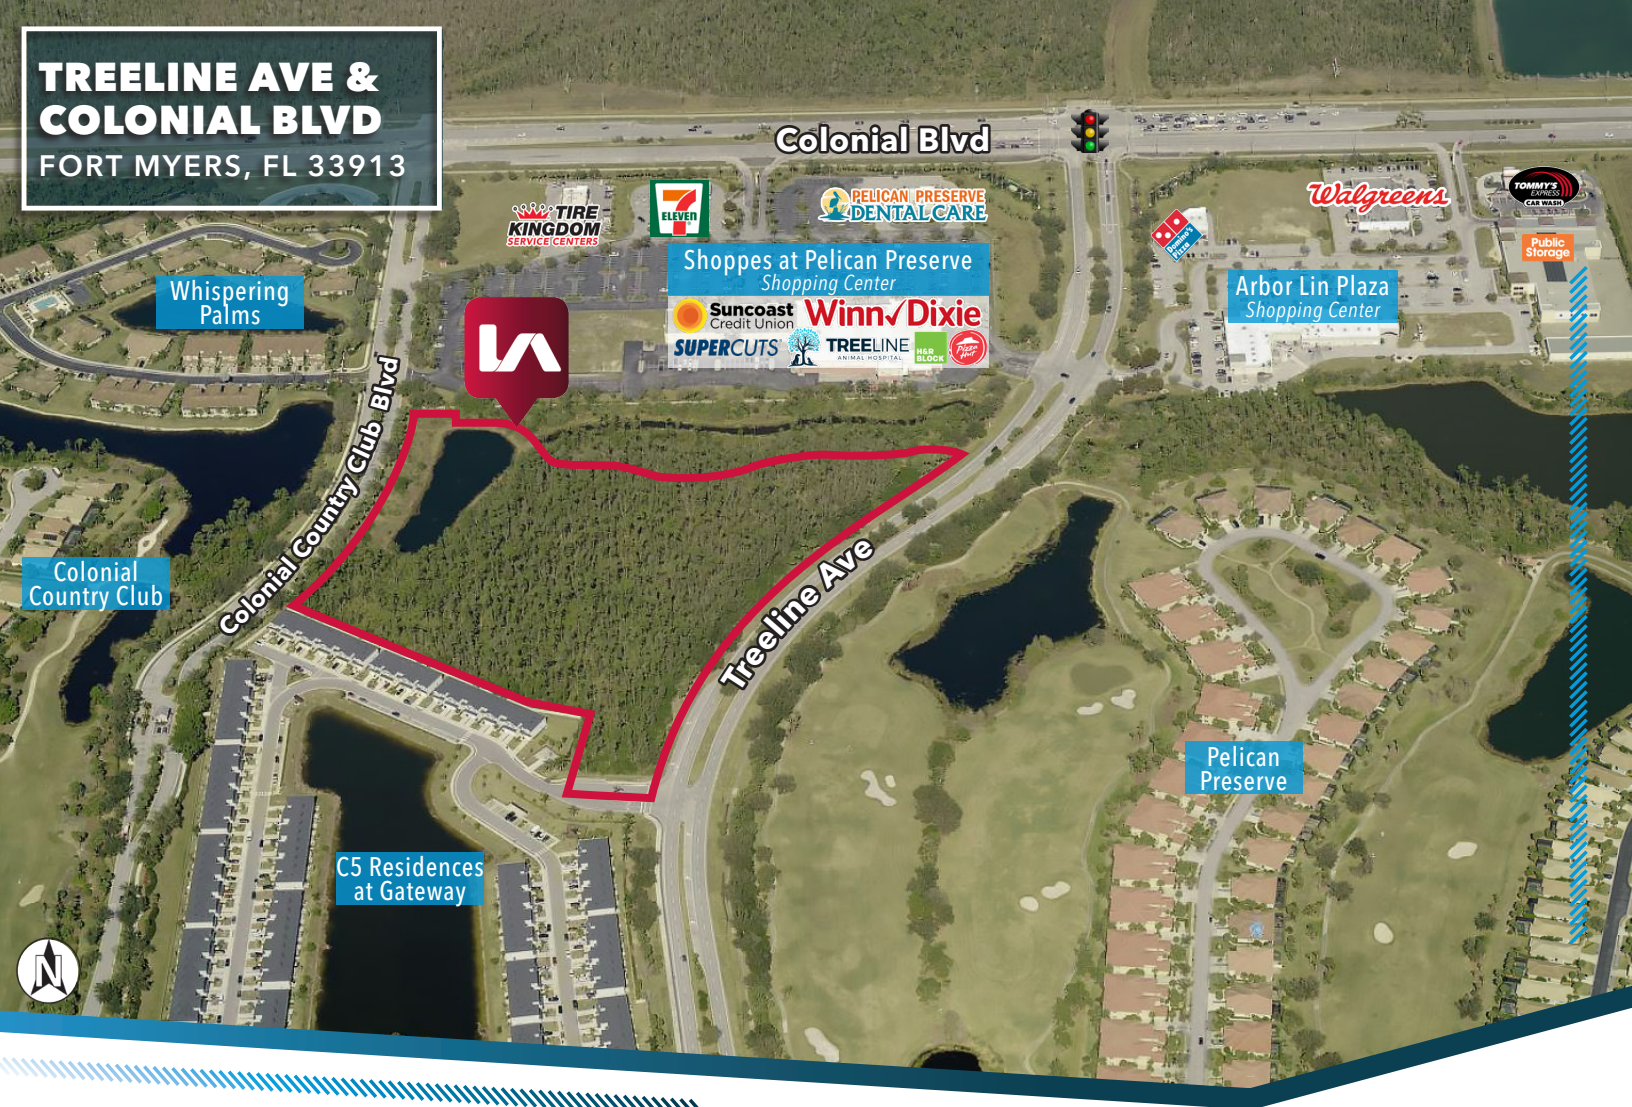 TREELINE AVE &
COLONIAL BLVD
FORT MYERS, FL 33913
Colonial Blvd
TIRE
KINGDOM
SERVICE CENTERS
7
ELEVEN
PELICAN PRESERVE
DENTAL CARE
Domino's
Pizza
Walgreens
TOMMY'S
EXPRESS
CAR WASH
Public
Storage
Shoppes at Pelican Preserve
Shopping Center
Suncoast
Credit Union
Winn Dixie
SUPERCUTS
TREELINE
ANIMAL HOSPITAL
H&R
BLOCK
Pizza
Hut
Arbor Lin Plaza
Shopping Center
Whispering
Palms
LA
Colonial Country Club Blvd
Colonial
Country Club
Treeline Ave
Pelican
Preserve
C5 Residences
at Gateway
N